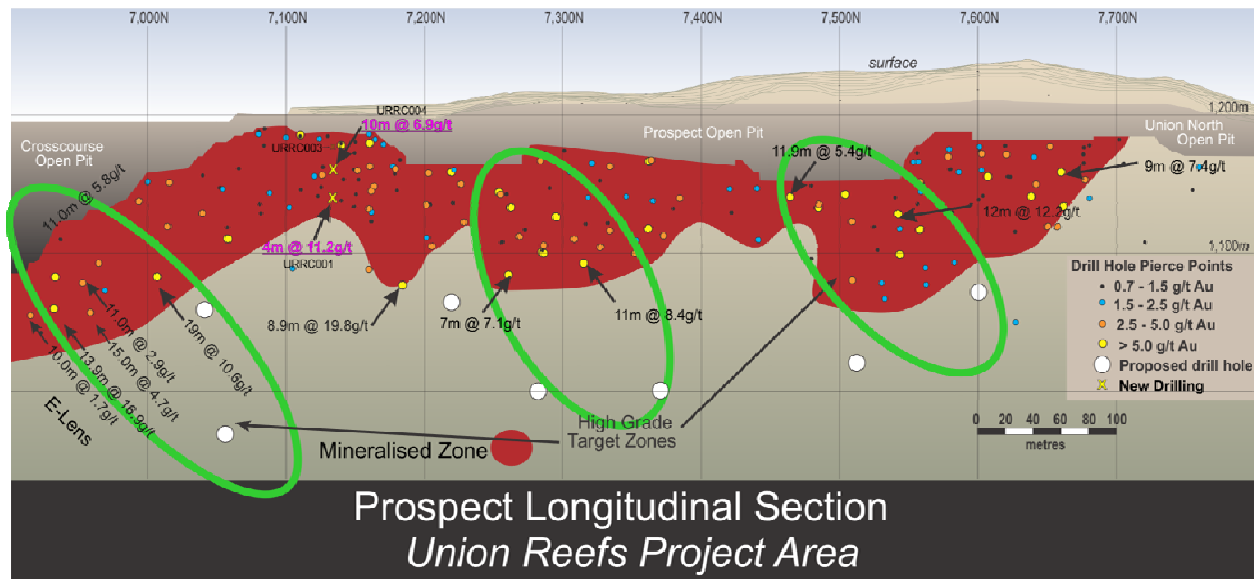 7,000N
7,100N
7,200N
7,300N
7,400N
7,500N
7,600N
7,700N
surface
1,200m
URRC004
10m @ 6.9g/t
URRC003
Crosscourse
Open Pit
Prospect Open Pit
Union North
Open Pit
11.0m @ 5.8g/t
11.9m @ 5.4g/t
9m @ 7.4g/t
12m @ 12.2g/t
4m @ 11.2g/t
URRC001
1,100m
8.9m @ 19.8g/t
7m @ 7.1g/t
11m @ 8.4g/t
19m @ 10.6g/t
11.0m @ 2.9g/t
15.0m @ 4.7g/t
13.9m @ 16.9g/t
10.0m @ 1.7g/t
E-Lens
Drill Hole Pierce Points
0.7 - 1.5 g/t Au
1.5 - 2.5 g/t Au
2.5 - 5.0 g/t Au
> 5.0 g/t Au
Proposed drill hole
New Drilling
High Grade
Target Zones
Mineralised Zone
0 20 40 60 80 100
metres
Prospect Longitudinal Section
Union Reefs Project Area